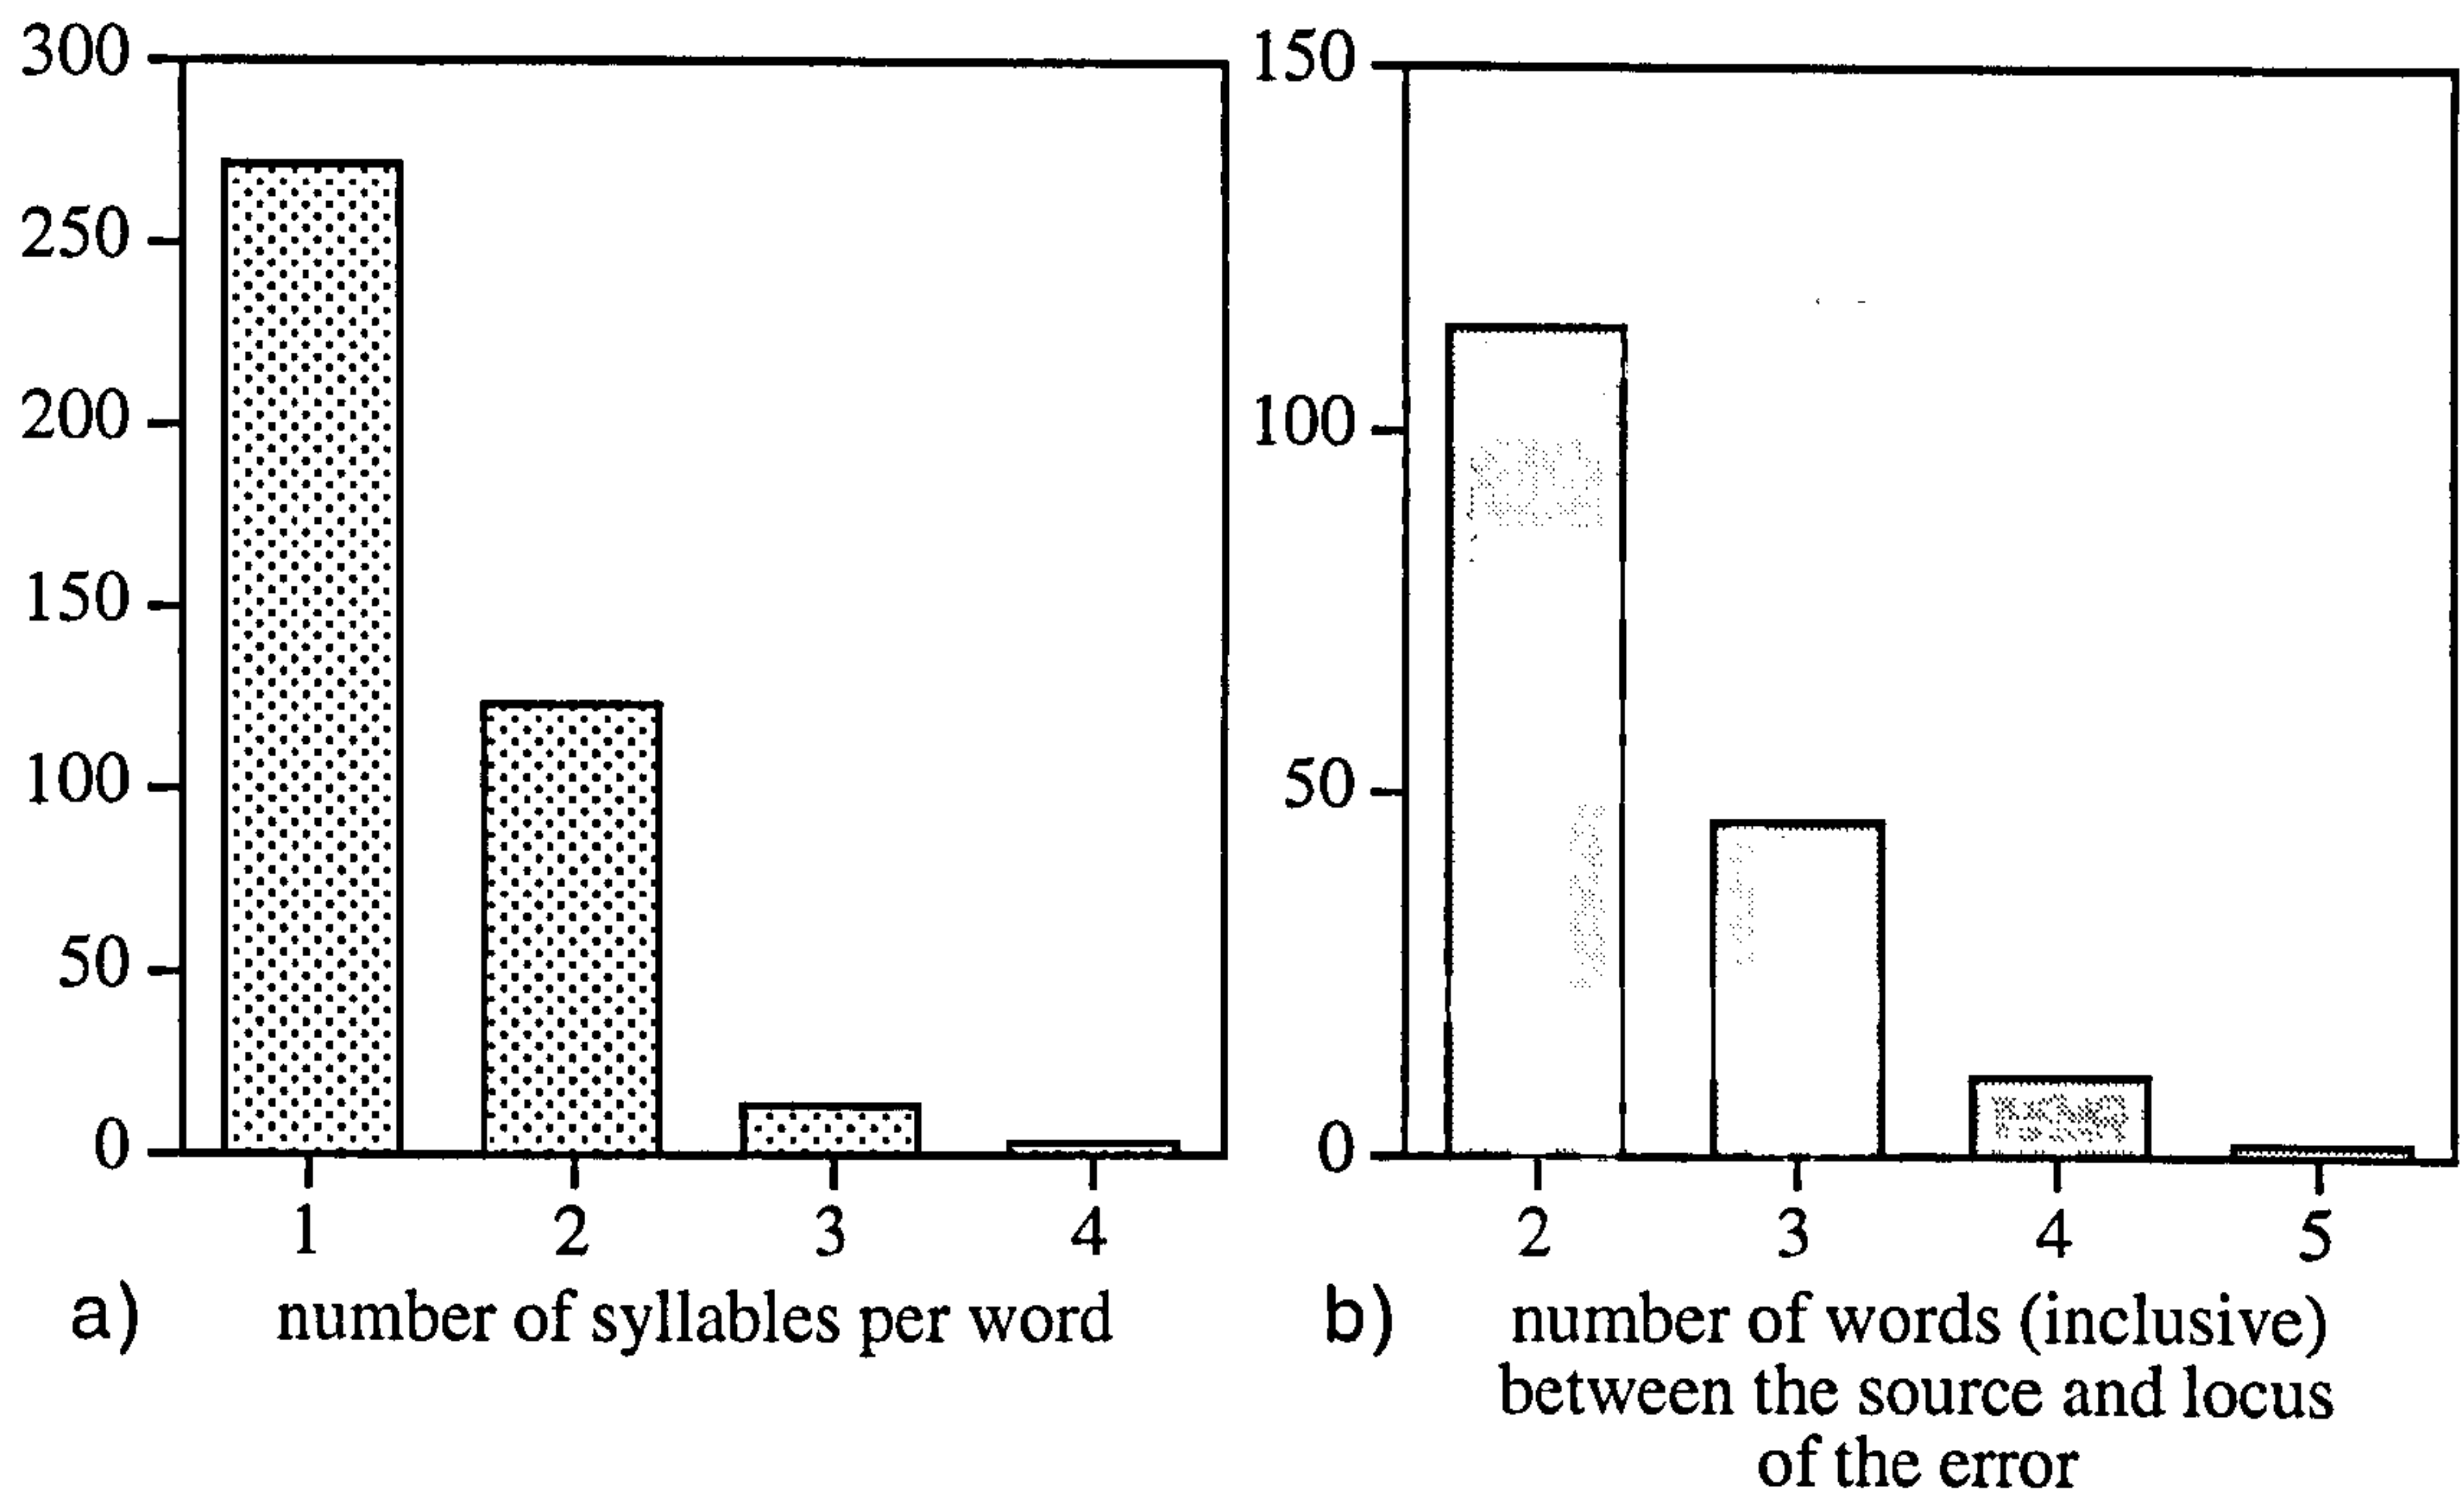 300
250
200
150
100
50
0
1 2 3 4
a) number of syllables per word
150
100
50
0
2 3 4 5
b) number of words (inclusive)
between the source and locus
of the error